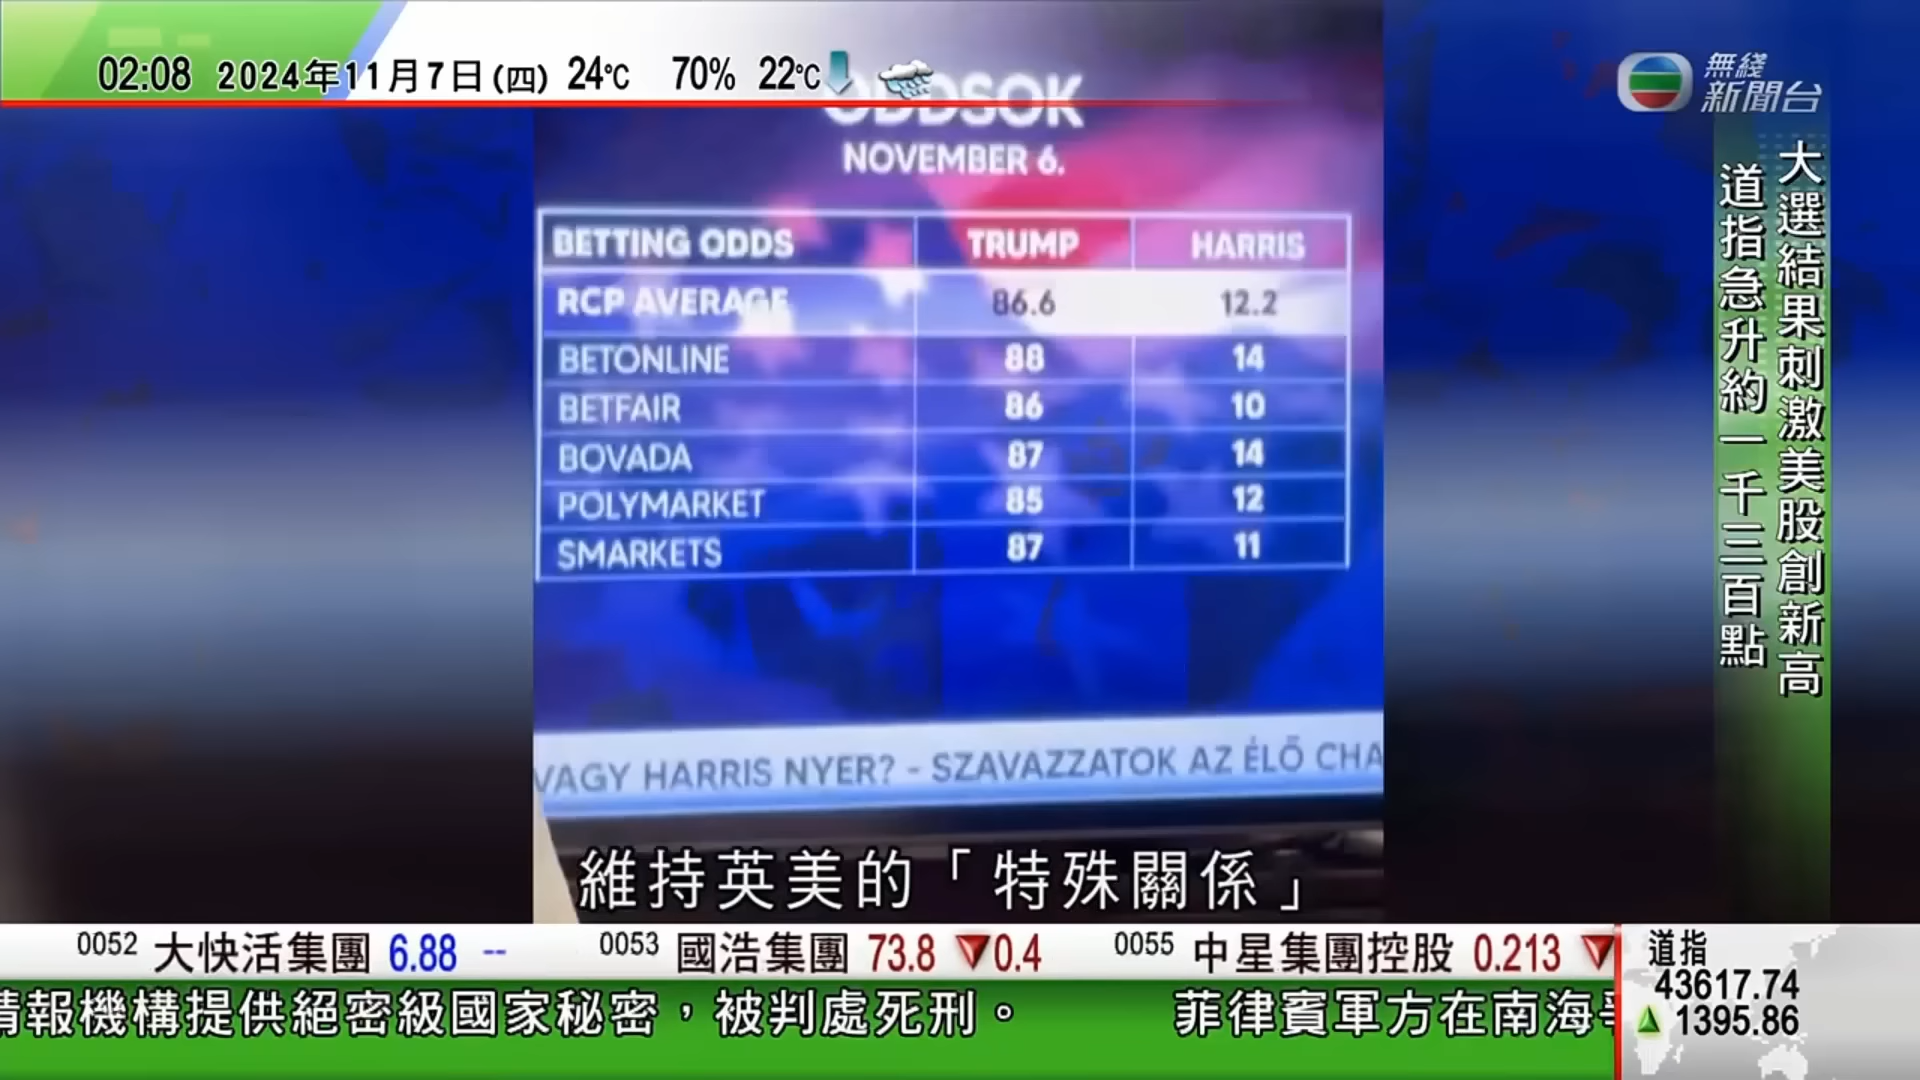 02:08 2024年11月7日(四) 24℃ 70% 22℃
無綫
新聞台
ODDSOK
NOVEMBER 6.
BETTING ODDS TRUMP HARRIS
RCP AVERAGE 86.6 12.2
BETONLINE 88 14
BETFAIR 86 10
BOVADA 87 14
POLYMARKET 85 12
SMARKETS 87 11
VAGY HARRIS NYER? - SZAVAZZATOK AZ ÉLŐ CHA
大選結果刺激美股創新高
道指急升約一千三百點
維持英美的「特殊關係」
0052 大快活集團 6.88 -- 0053 國浩集團 73.8 ▼0.4 0055 中星集團控股 0.213 ▼
情報機構提供絕密級國家秘密，被判處死刑。 菲律賓軍方在南海
道指
43617.74
▲ 1395.86